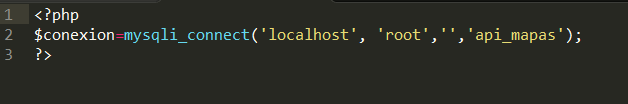 1 <?php
2 $conexion=mysqli_connect('localhost', 'root','','api_mapas');
3 ?>